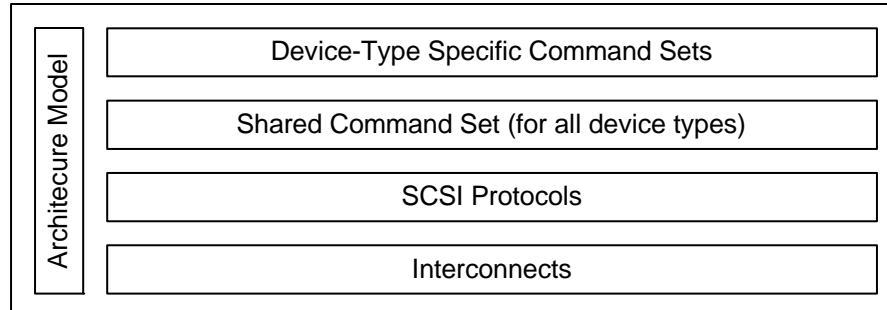 Architecure Model
Device-Type Specific Command Sets
Shared Command Set (for all device types)
SCSI Protocols
Interconnects